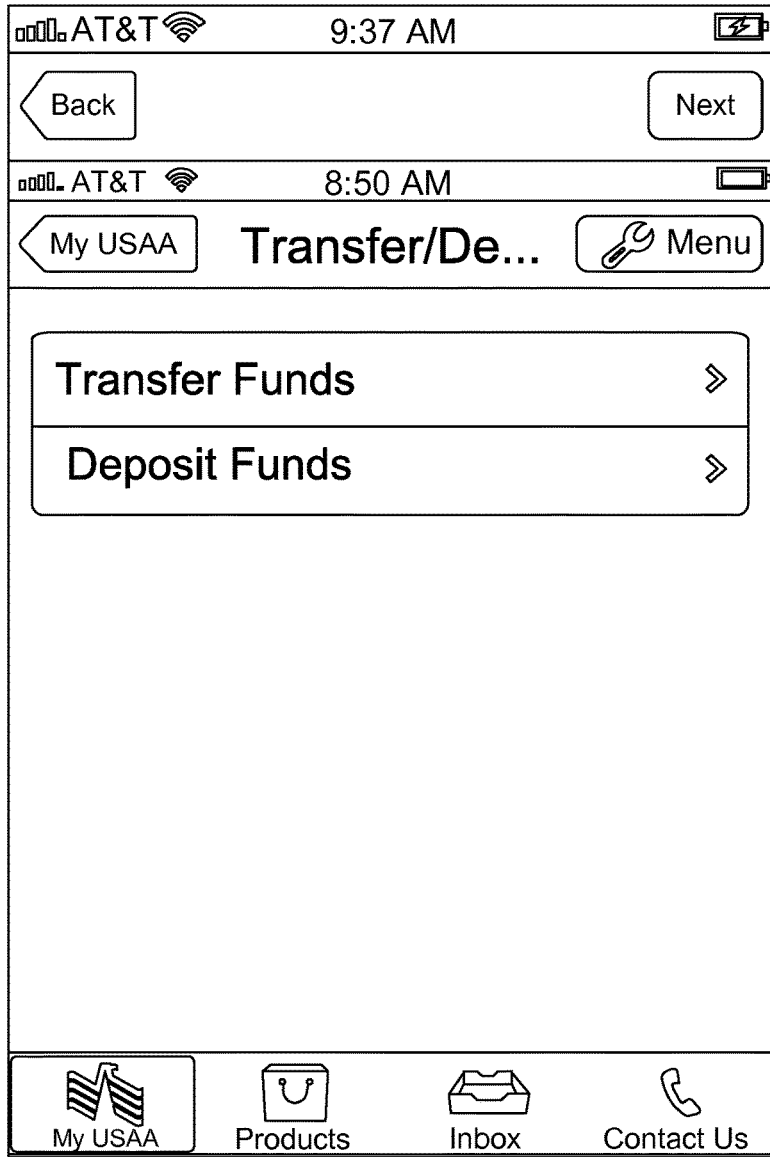 AT&T 9:37 AM
Back Next
AT&T 8:50 AM
My USAA Transfer/De... Menu
Transfer Funds
Deposit Funds
My USAA Products Inbox Contact Us